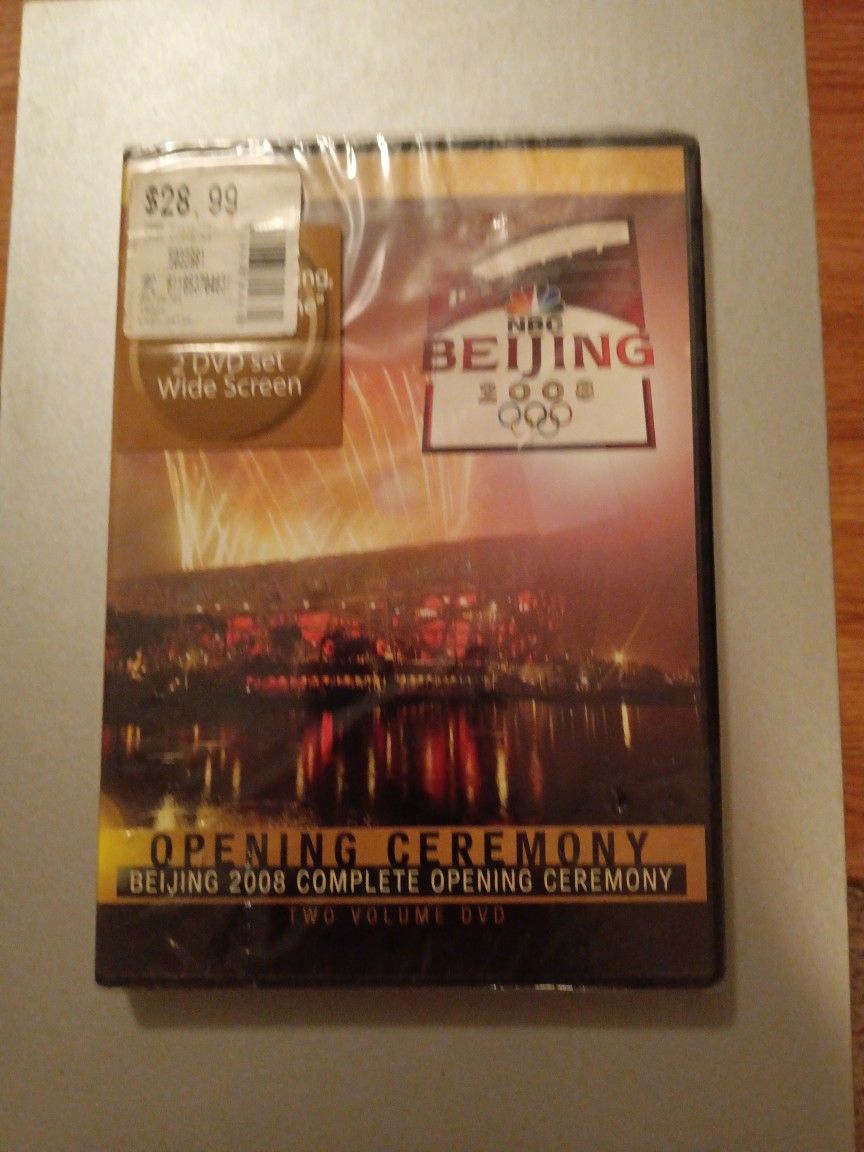 $28.99
2 DVD set
Wide Screen
NBC
BEIJING
2008
OPENING CEREMONY
BEIJING 2008 COMPLETE OPENING CEREMONY
TWO VOLUME DVD